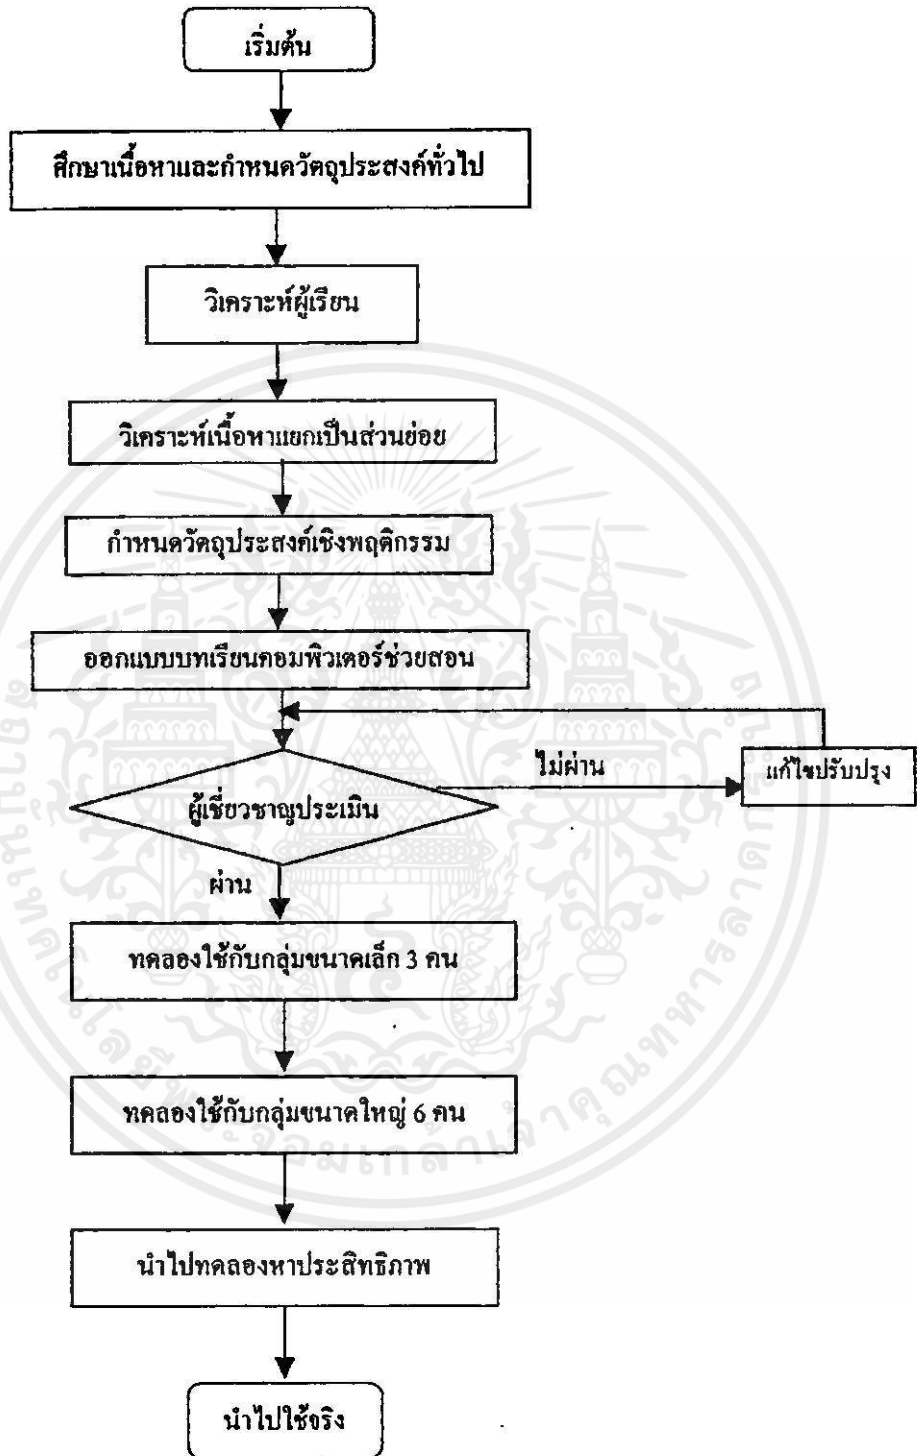 เริ่มต้น
ศึกษาเนื้อหาและกำหนดวัตถุประสงค์ทั่วไป
วิเคราะห์ผู้เรียน
วิเคราะห์เนื้อหาแยกเป็นส่วนย่อย
กำหนดวัตถุประสงค์เชิงพฤติกรรม
ออกแบบบทเรียนคอมพิวเตอร์ช่วยสอน
ไม่ผ่าน
แก้ไขปรับปรุง
ผู้เชี่ยวชาญประเมิน
ผ่าน
ทดลองใช้กับกลุ่มขนาดเล็ก 3 คน
ทดลองใช้กับกลุ่มขนาดใหญ่ 6 คน
นำไปทดลองหาประสิทธิภาพ
นำไปใช้จริง